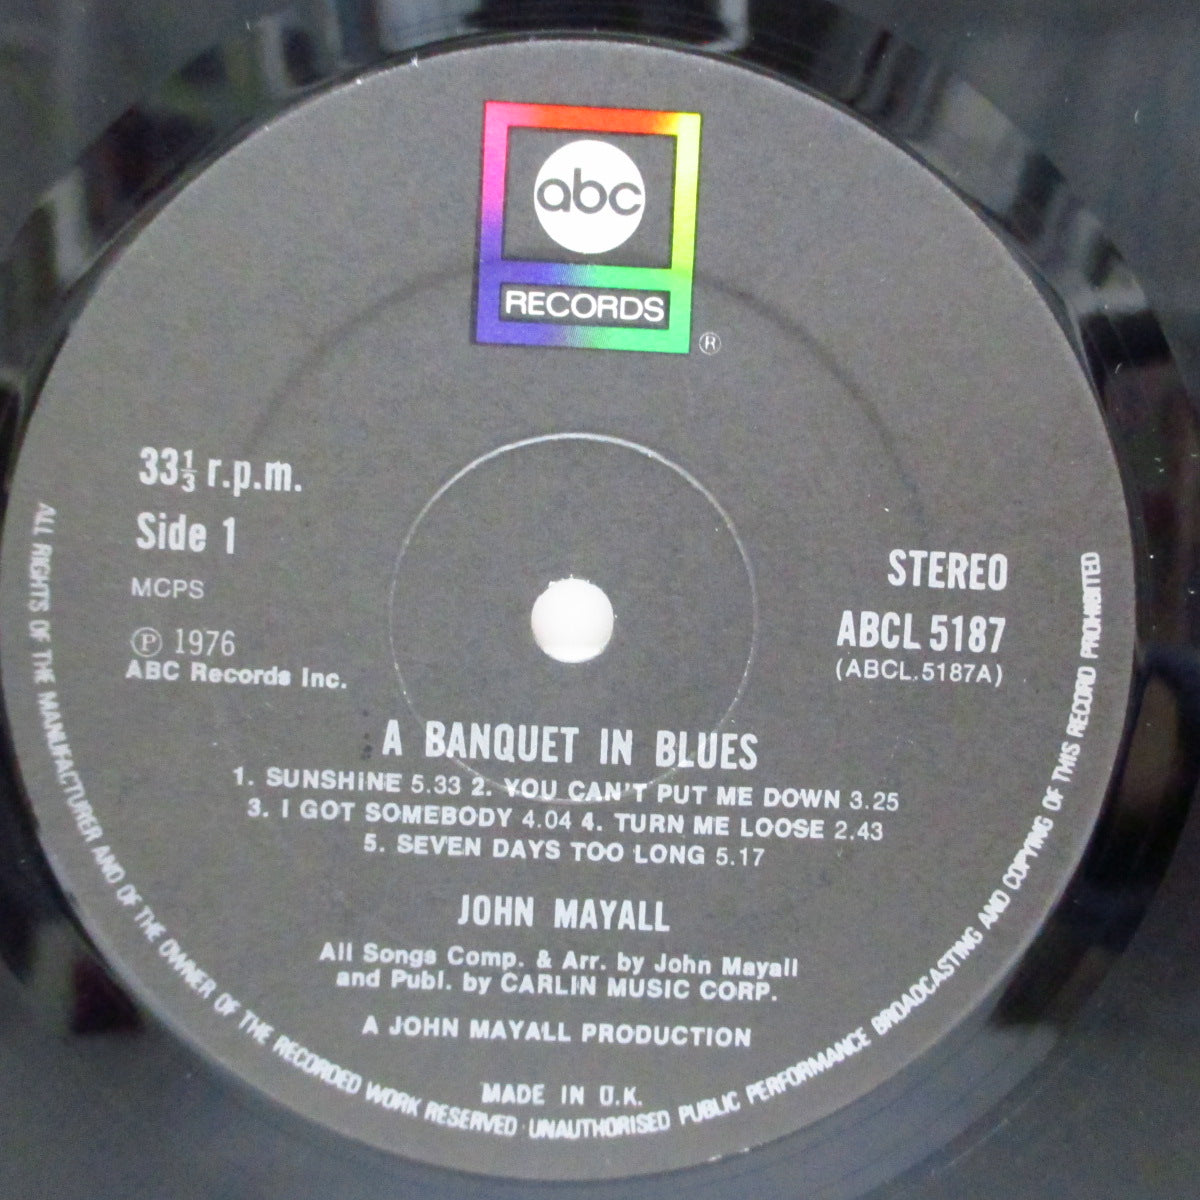 abc
RECORDS
®
33⅓ r.p.m.
Side 1
MCPS
Ⓟ 1976
ABC Records Inc.
STEREO
ABCL 5187
(ABCL.5187A)
A BANQUET IN BLUES
1. SUNSHINE 5.33 2. YOU CAN'T PUT ME DOWN 3.25
3. I GOT SOMEBODY 4.04 4. TURN ME LOOSE 2.43
5. SEVEN DAYS TOO LONG 5.17
JOHN MAYALL
All Songs Comp. & Arr. by John Mayall
and Publ. by CARLIN MUSIC CORP.
A JOHN MAYALL PRODUCTION
MADE IN U.K.
ALL RIGHTS OF THE MANUFACTURER AND OF THE OWNER OF THE RECORDED WORK RESERVED · UNAUTHORISED PUBLIC PERFORMANCE BROADCASTING AND COPYING OF THIS RECORD PROHIBITED